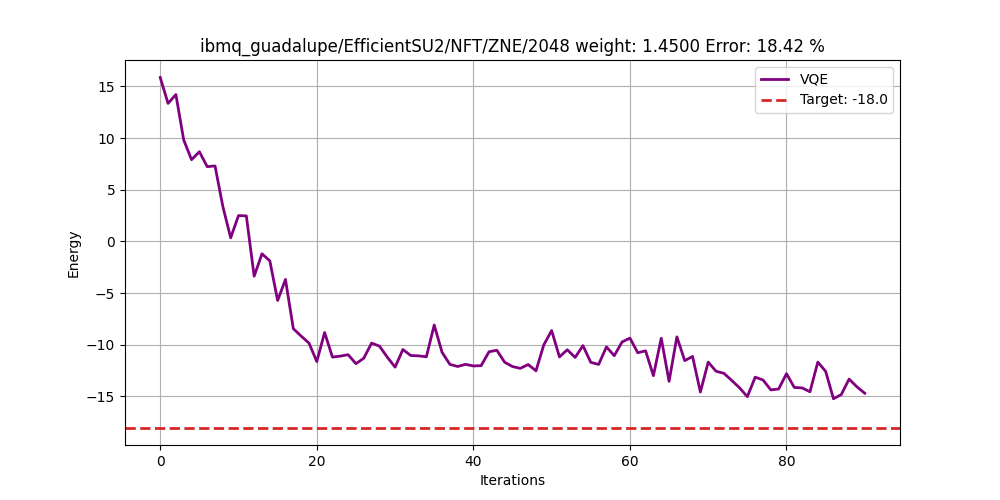 ibmq_guadalupe/EfficientSU2/NFT/ZNE/2048 weight: 1.4500 Error: 18.42 %
VQE
Target: -18.0
15
10
5
0
−5
−10
−15
Energy
0 20 40 60 80
Iterations